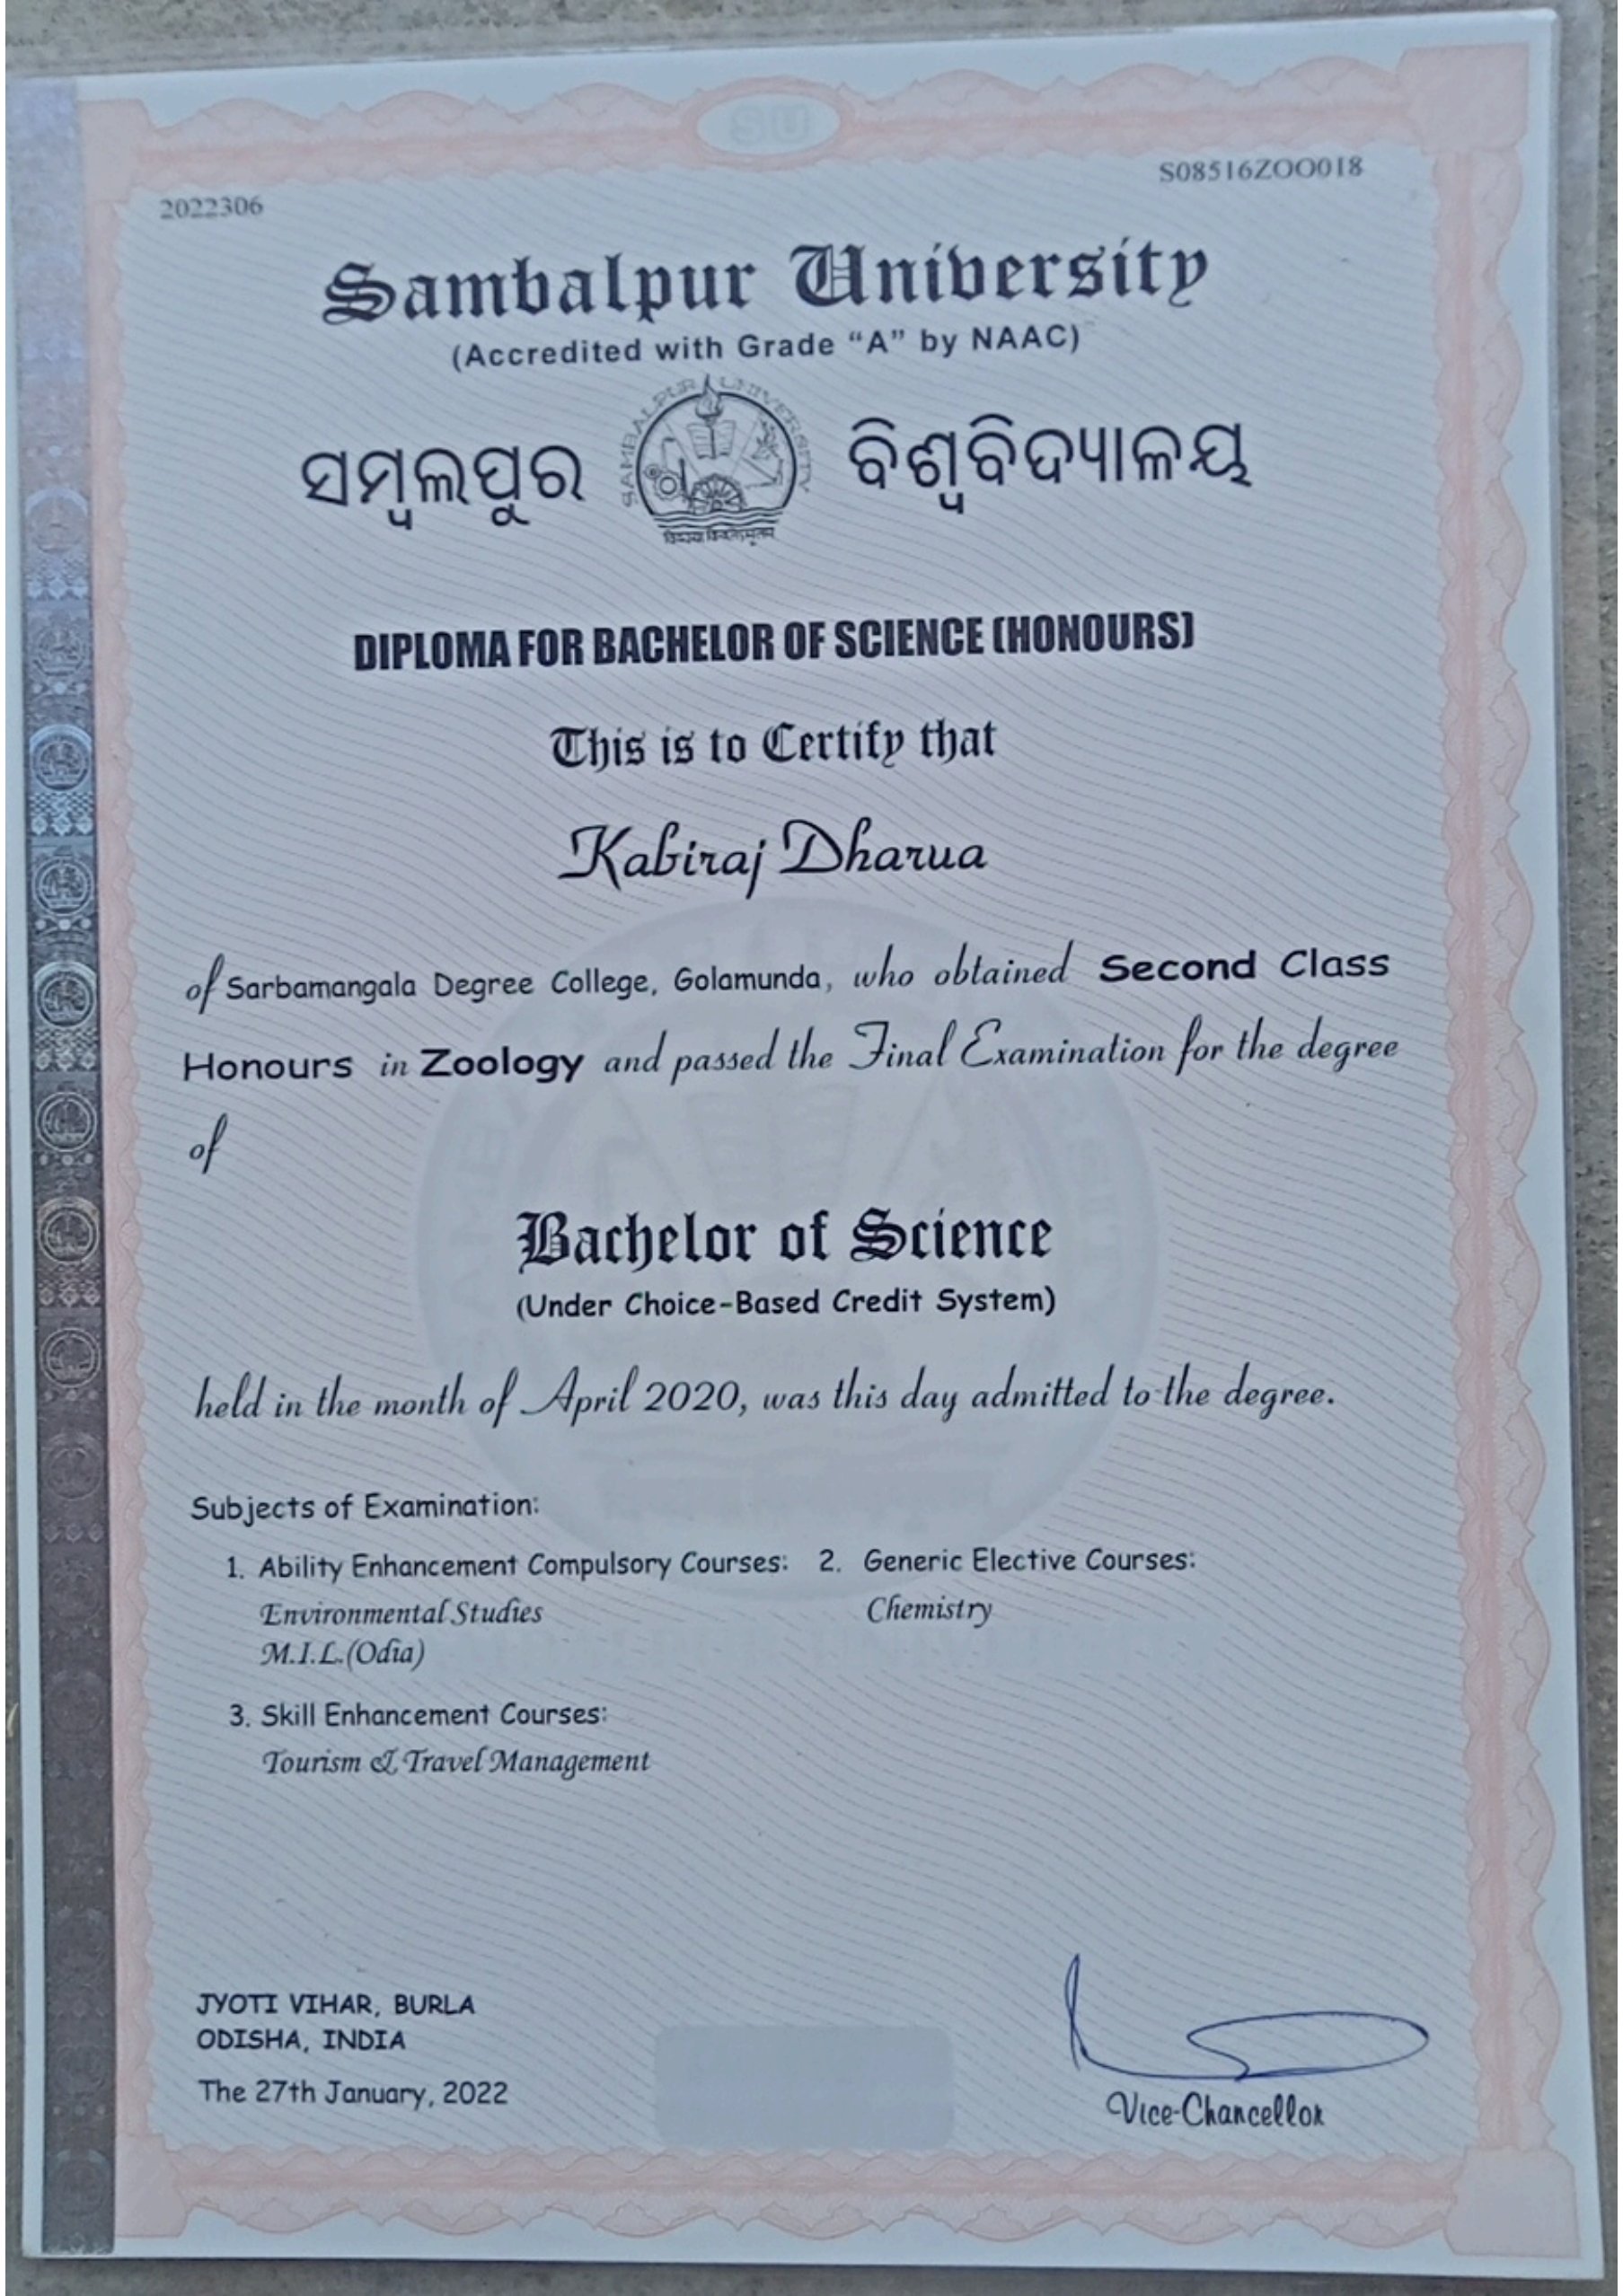 SU
2022306
S08516ZOO018
Sambalpur University
(Accredited with Grade “A” by NAAC)
ସମ୍ବଲପୁର ବିଶ୍ୱବିଦ୍ୟାଳୟ
SAMBALPUR UNIVERSITY
DIPLOMA FOR BACHELOR OF SCIENCE (HONOURS)
This is to Certify that
Kabiraj Dharua
of Sarbamangala Degree College, Golamunda, who obtained Second Class
Honours in Zoology and passed the Final Examination for the degree
of
Bachelor of Science
(Under Choice-Based Credit System)
held in the month of April 2020, was this day admitted to the degree.
Subjects of Examination:
1. Ability Enhancement Compulsory Courses: 2. Generic Elective Courses:
Environmental Studies Chemistry
M.I.L.(Odia)
3. Skill Enhancement Courses:
Tourism & Travel Management
JYOTI VIHAR, BURLA
ODISHA, INDIA
The 27th January, 2022
Vice-Chancellor